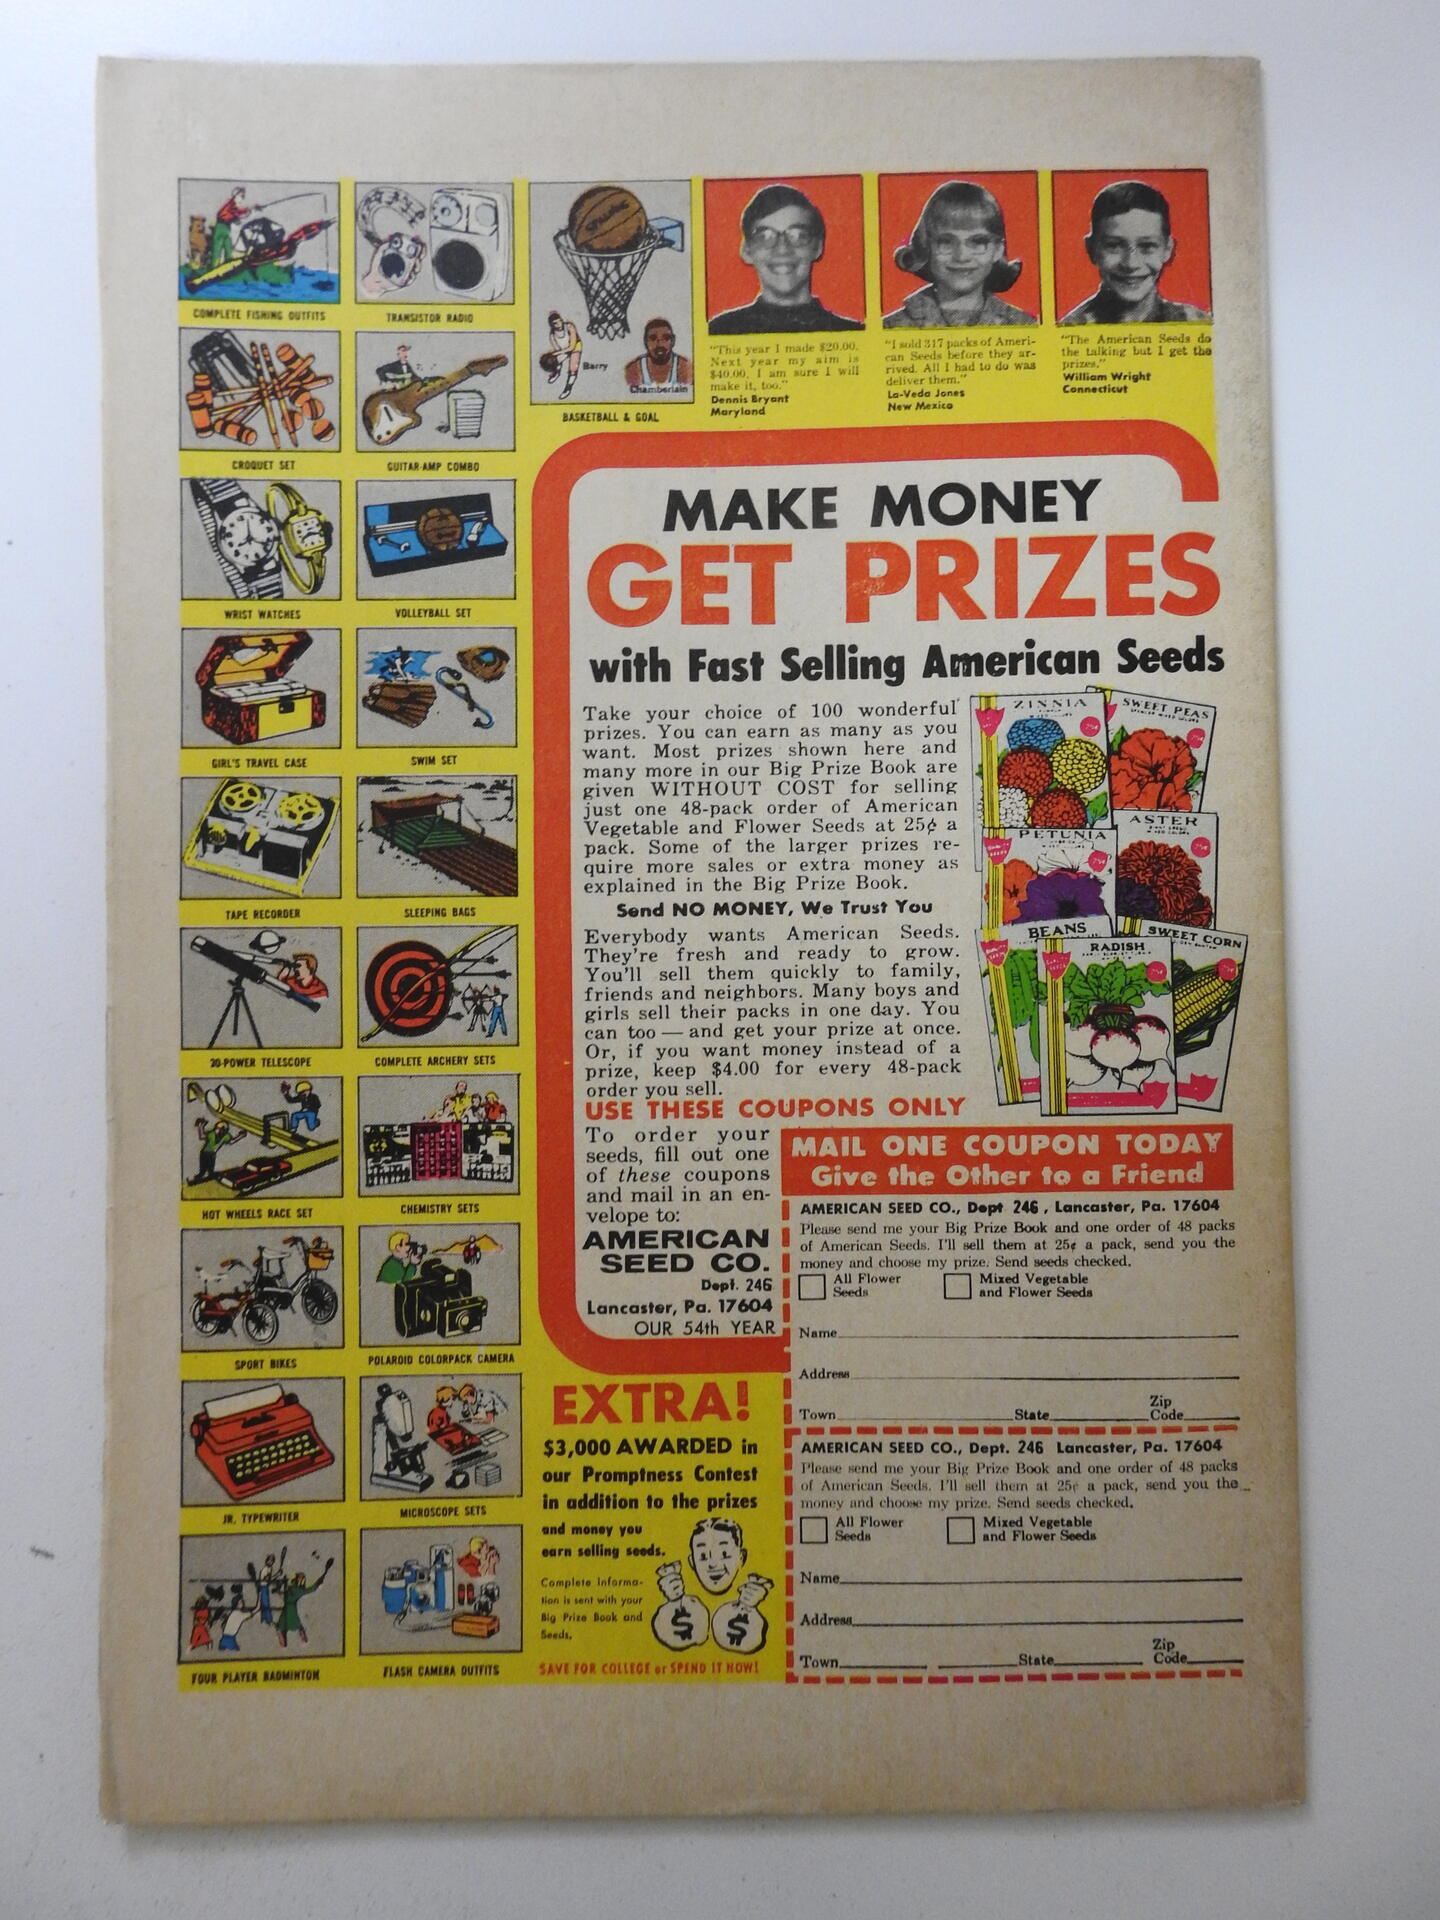 COMPLETE FISHING OUTFITS
TRANSISTOR RADIO
SPALDING
Barry
Chamberlain
BASKETBALL & GOAL
"This year I made $20.00.
Next year my aim is
$40.00. I am sure I will
make it, too."
Dennis Bryant
Maryland
"I sold 317 packs of Ameri-
can Seeds before they ar-
rived. All I had to do was
deliver them."
La-Veda Jones
New Mexico
"The American Seeds do
the talking but I get the
prizes."
William Wright
Connecticut
CROQUET SET
GUITAR-AMP COMBO
WRIST WATCHES
VOLLEYBALL SET
GIRL'S TRAVEL CASE
SWIM SET
TAPE RECORDER
SLEEPING BAGS
30-POWER TELESCOPE
COMPLETE ARCHERY SETS
HOT WHEELS RACE SET
CHEMISTRY SETS
SPORT BIKES
POLAROID COLORPACK CAMERA
JR. TYPEWRITER
MICROSCOPE SETS
FOUR PLAYER BADMINTON
FLASH CAMERA OUTFITS
MAKE MONEY
GET PRIZES
with Fast Selling American Seeds
Take your choice of 100 wonderful
prizes. You can earn as many as you
want. Most prizes shown here and
many more in our Big Prize Book are
given WITHOUT COST for selling
just one 48-pack order of American
Vegetable and Flower Seeds at 25¢ a
pack. Some of the larger prizes re-
quire more sales or extra money as
explained in the Big Prize Book.
Send NO MONEY, We Trust You
Everybody wants American Seeds.
They're fresh and ready to grow.
You'll sell them quickly to family,
friends and neighbors. Many boys and
girls sell their packs in one day. You
can too — and get your prize at once.
Or, if you want money instead of a
prize, keep $4.00 for every 48-pack
order you sell.
ZINNIA
25¢
SWEET PEAS
25¢
PETUNIA
25¢
ASTER
25¢
BEANS
RADISH
25¢
SWEET CORN
25¢
USE THESE COUPONS ONLY
To order your
seeds, fill out one
of these coupons
and mail in an en-
velope to:
AMERICAN
SEED CO.
Dept. 246
Lancaster, Pa. 17604
OUR 54th YEAR
MAIL ONE COUPON TODAY
Give the Other to a Friend
AMERICAN SEED CO., Dept 246, Lancaster, Pa. 17604
Please send me your Big Prize Book and one order of 48 packs
of American Seeds. I'll sell them at 25¢ a pack, send you the
money and choose my prize. Send seeds checked.
All Flower
Seeds
Mixed Vegetable
and Flower Seeds
Name
Address
Town State Zip
Code
AMERICAN SEED CO., Dept. 246 Lancaster, Pa. 17604
Please send me your Big Prize Book and one order of 48 packs
of American Seeds. I'll sell them at 25¢ a pack, send you the
money and choose my prize. Send seeds checked.
All Flower
Seeds
Mixed Vegetable
and Flower Seeds
Name
Address
Town State Zip
Code
EXTRA!
$3,000 AWARDED in
our Promptness Contest
in addition to the prizes
and money you
earn selling seeds.
Complete Informa-
tion is sent with your
Big Prize Book and
Seeds.
$ $
SAVE FOR COLLEGE or SPEND IT NOW!